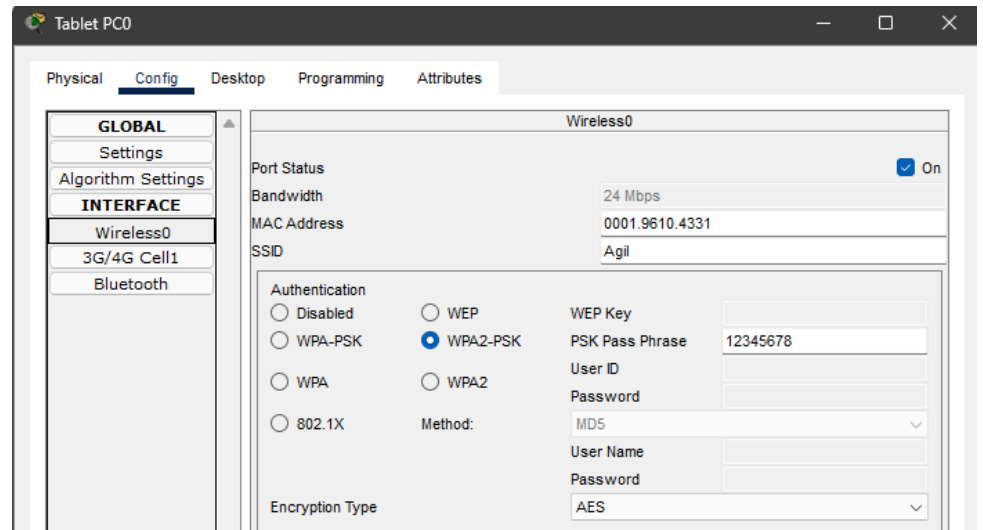 Tablet PC0
Physical Config Desktop Programming Attributes
GLOBAL
Settings
Algorithm Settings
INTERFACE
Wireless0
3G/4G Cell1
Bluetooth
Wireless0
Port Status On
Bandwidth 24 Mbps
MAC Address 0001.9610.4331
SSID Agil
Authentication
Disabled WEP WEP Key
WPA-PSK WPA2-PSK PSK Pass Phrase 12345678
User ID
WPA WPA2
Password
802.1X Method: MD5
User Name
Password
Encryption Type AES